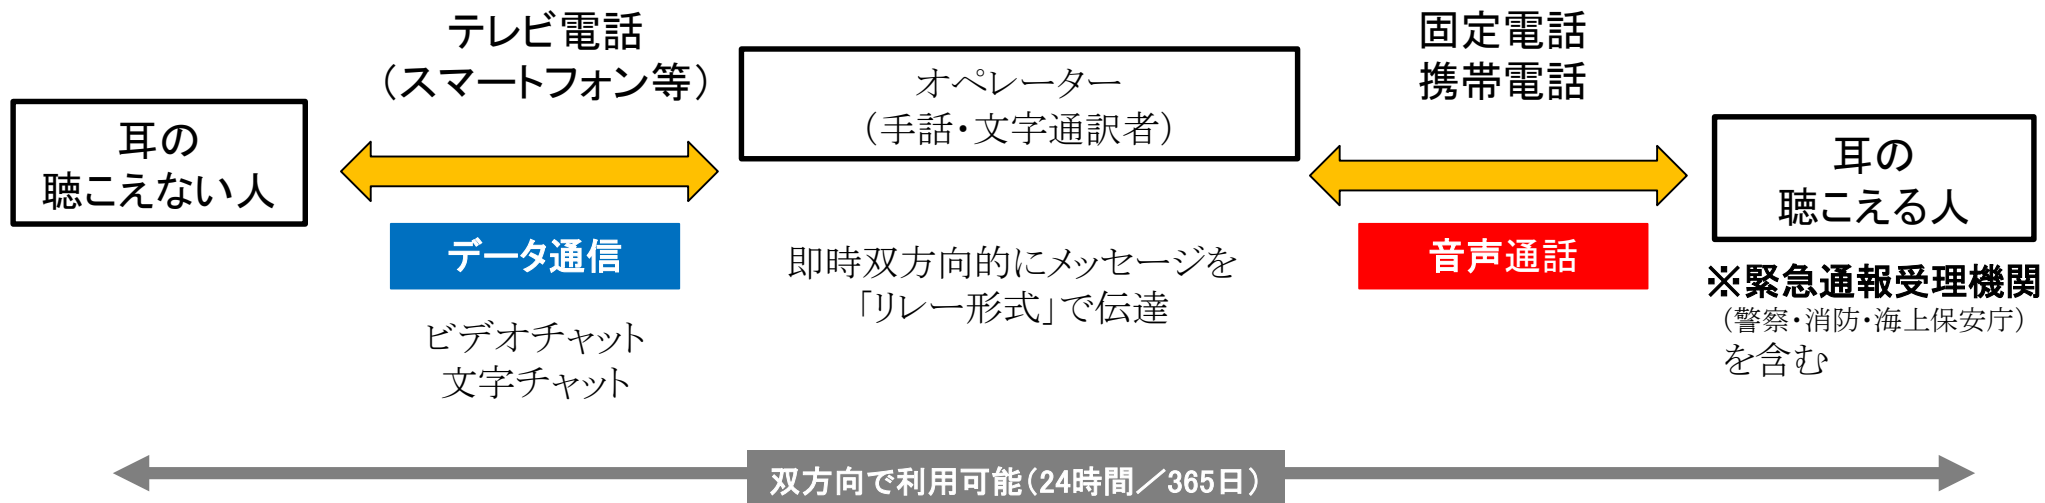 耳の
聴こえない人
テレビ電話
（スマートフォン等）
データ通信
ビデオチャット
文字チャット
オペレーター
（手話・文字通訳者）
即時双方向的にメッセージを
「リレー形式」で伝達
固定電話
携帯電話
音声通話
耳の
聴こえる人
※緊急通報受理機関
（警察・消防・海上保安庁）
を含む
双方向で利用可能（24時間／365日）